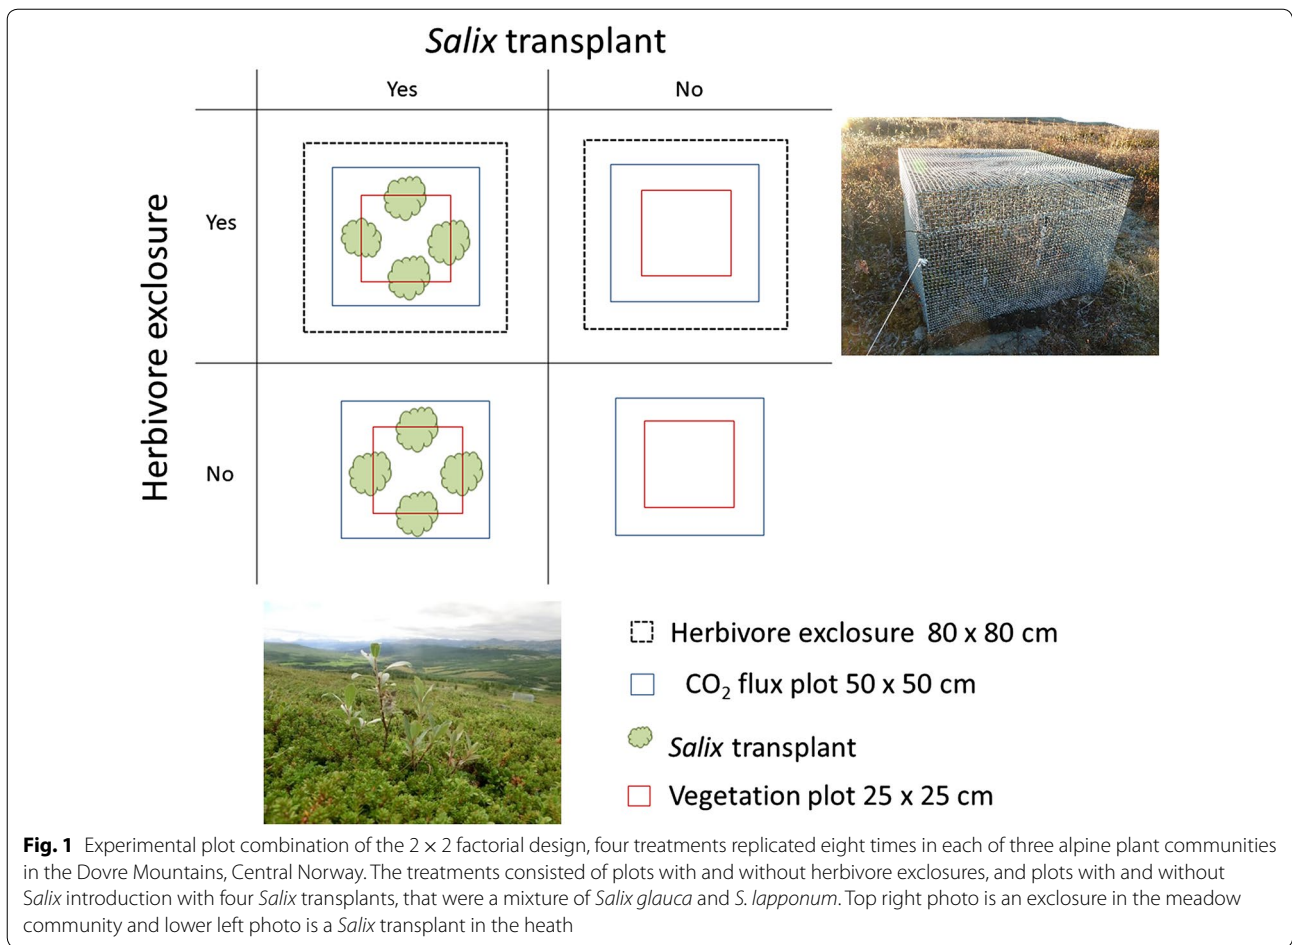 Salix transplant
Yes
No
Herbivore exclosure
Yes
No
Herbivore exclosure 80 x 80 cm
CO₂ flux plot 50 x 50 cm
Salix transplant
Vegetation plot 25 x 25 cm
Fig. 1 Experimental plot combination of the 2 × 2 factorial design, four treatments replicated eight times in each of three alpine plant communities
in the Dovre Mountains, Central Norway. The treatments consisted of plots with and without herbivore exclosures, and plots with and without
Salix introduction with four Salix transplants, that were a mixture of Salix glauca and S. lapponum. Top right photo is an exclosure in the meadow
community and lower left photo is a Salix transplant in the heath